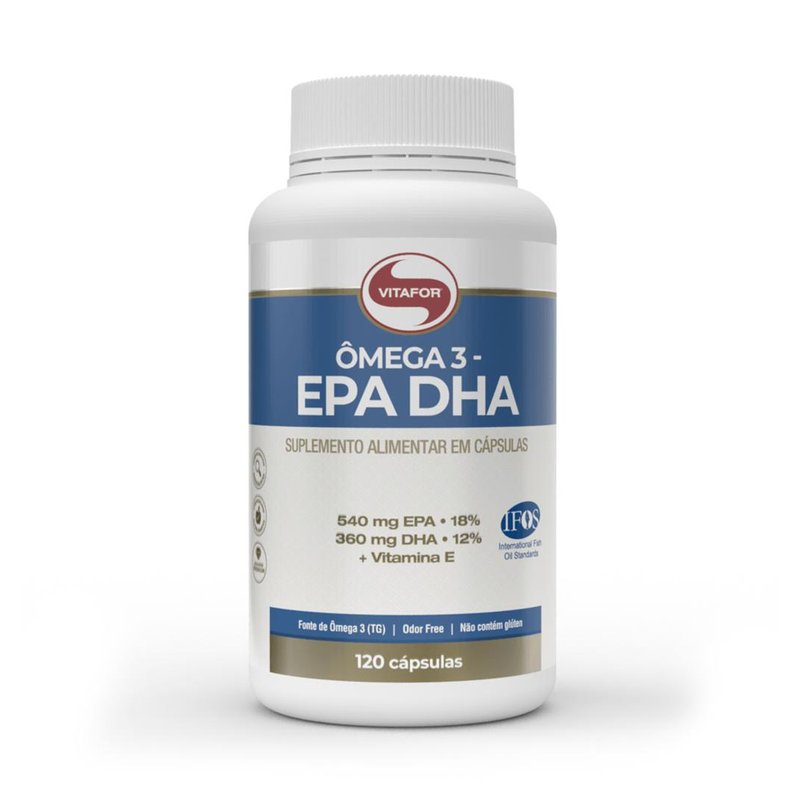 VITAFOR
ÔMEGA 3 -
EPA DHA
SUPLEMENTO ALIMENTAR EM CÁPSULAS
540 mg EPA • 18%
360 mg DHA • 12%
+ Vitamina E
IFOS
International Fish
Oil Standards
Fonte de Ômega 3 (TG) | Odor Free | Não contém glúten
120 cápsulas